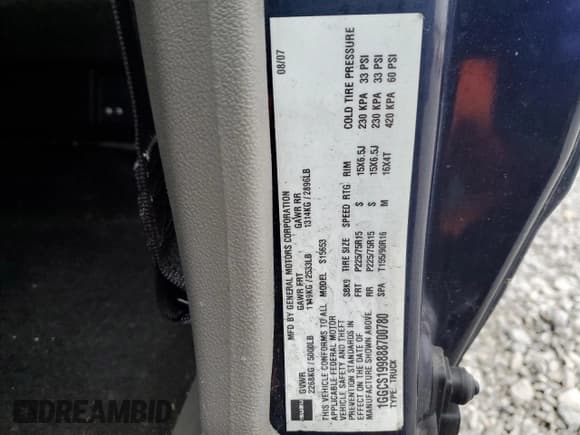 08/07
MFD BY GENERAL MOTORS CORPORATION
GVWR GAWR FRT GAWR RR
2268KG / 5000LB 1149KG / 2533LB 1314KG / 2896LB
THIS VEHICLE CONFORMS TO ALL MODEL S15653
APPLICABLE FEDERAL MOTOR
VEHICLE SAFETY AND THEFT
PREVENTION STANDARDS IN
EFFECT ON THE DATE OF
MANUFACTURE SHOWN ABOVE.
1GGCS199888700780
TYPE: TRUCK
SBK9 TIRE SIZE SPEED RTG RIM COLD TIRE PRESSURE
FRT P225/75R15 S 15X6.5J 230 KPA 33 PSI
RR P225/75R15 S 15X6.5J 230 KPA 33 PSI
SPA T195/90R16 M 16X4T 420 KPA 60 PSI
DREAMBID